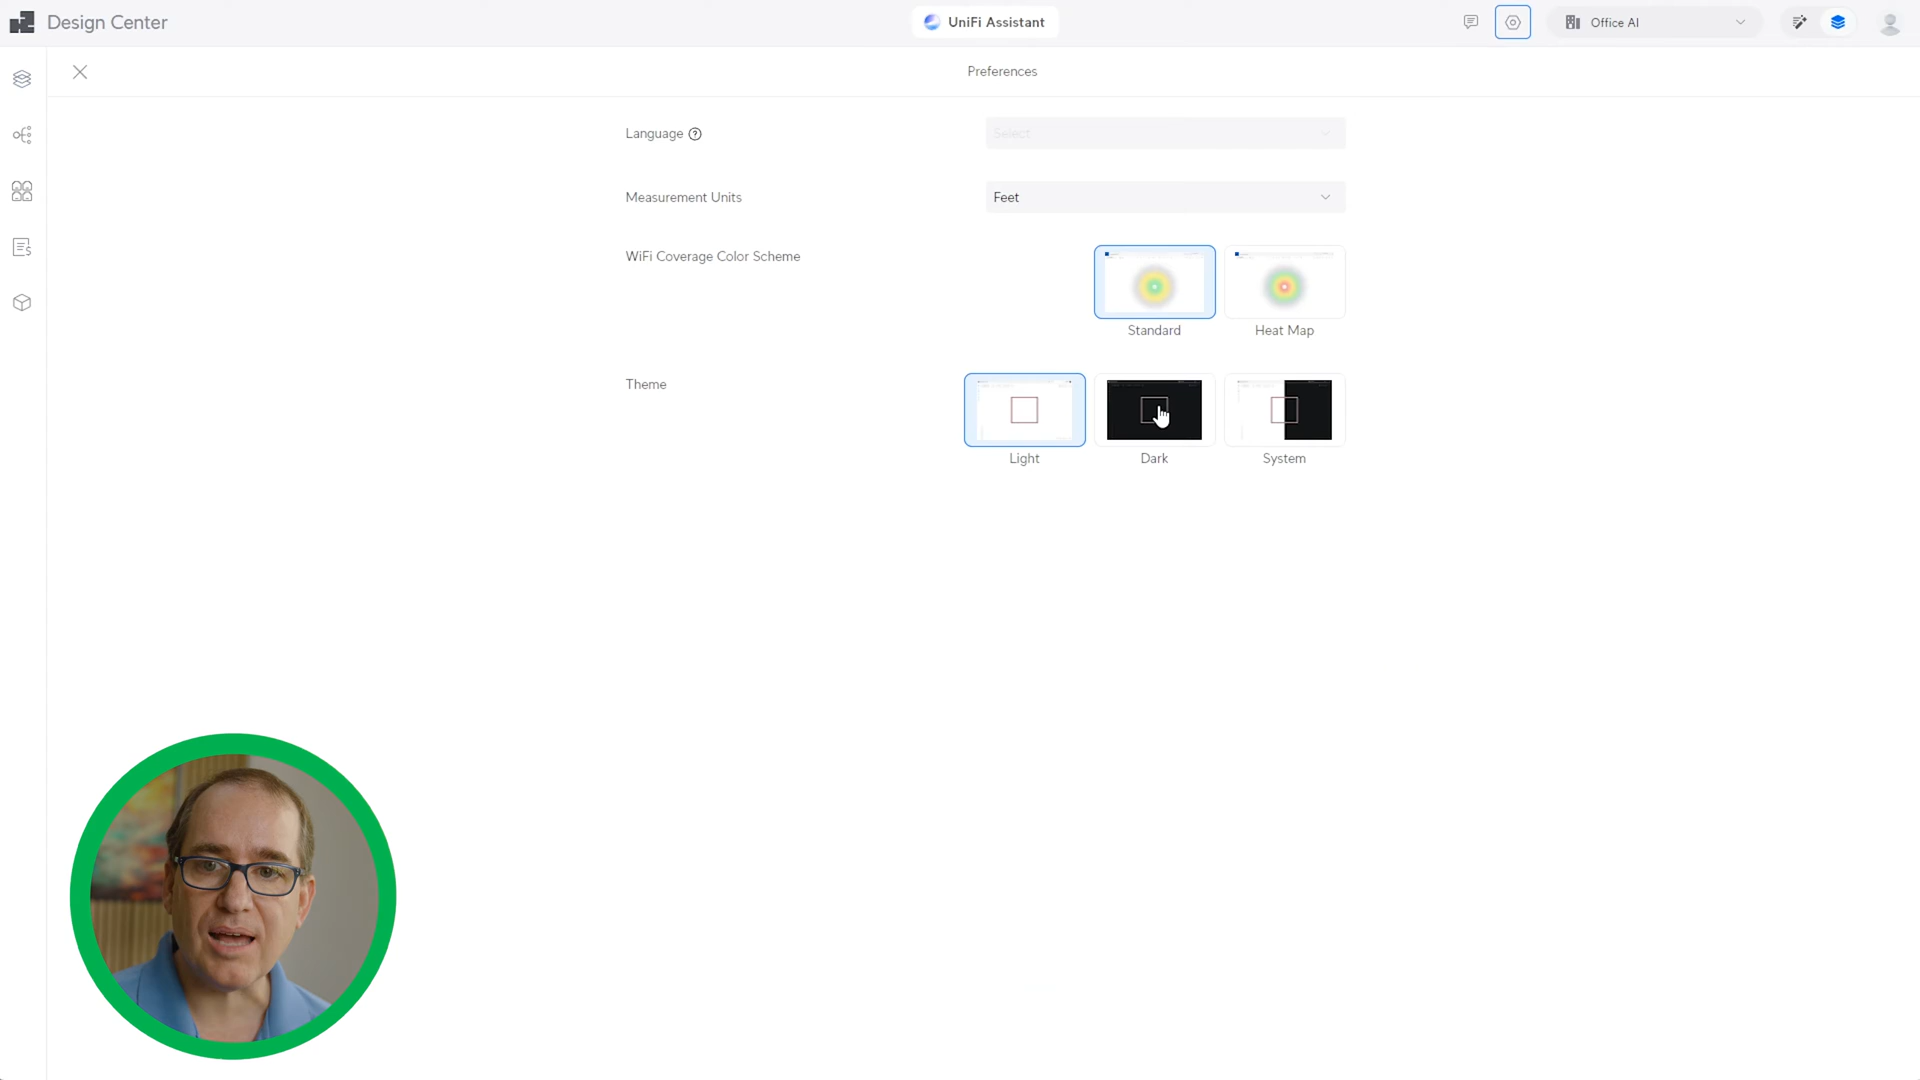 Design Center
UniFi Assistant
Office AI
Preferences
Language
Select
Measurement Units
Feet
WiFi Coverage Color Scheme
Standard
Heat Map
Theme
Light
Dark
System